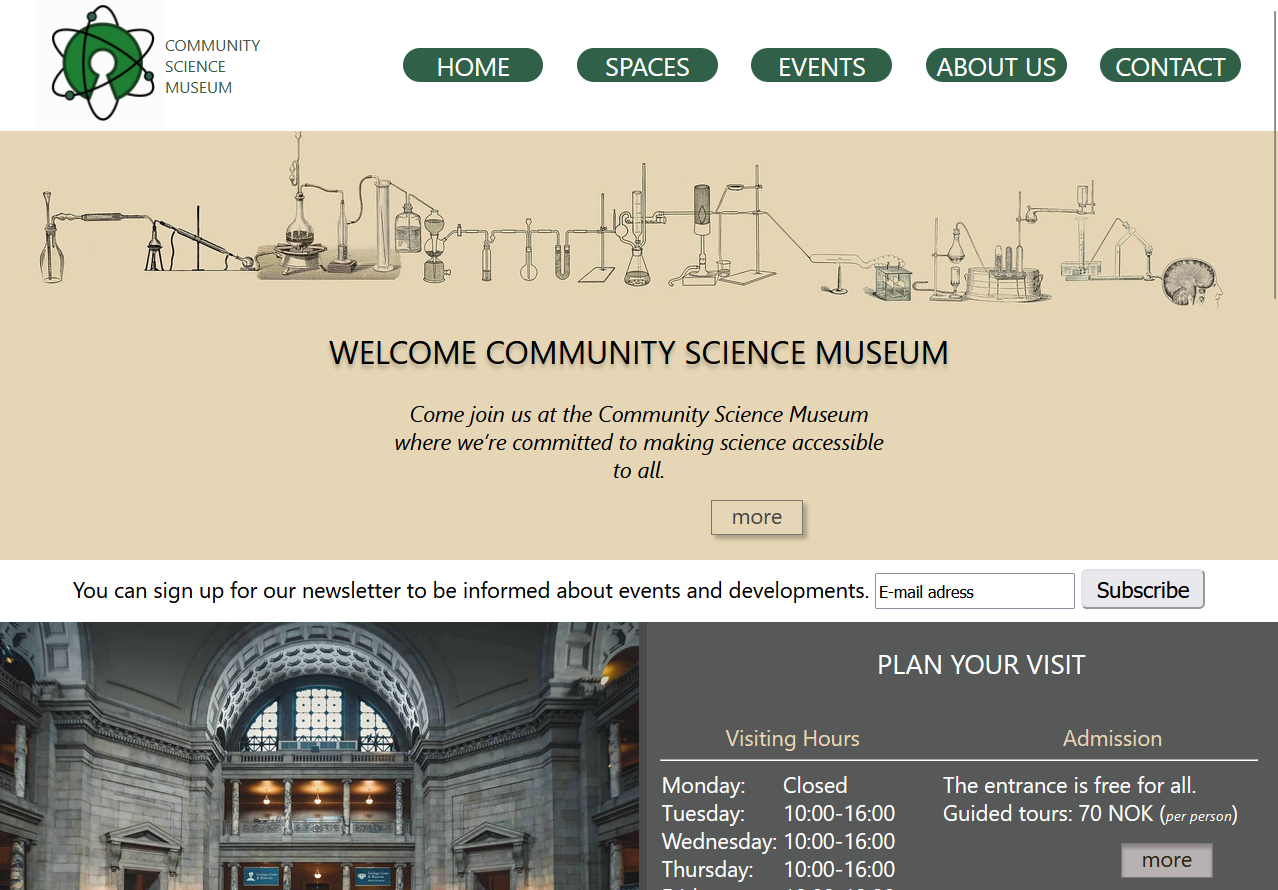 COMMUNITY
SCIENCE
MUSEUM
HOME
SPACES
EVENTS
ABOUT US
CONTACT
WELCOME COMMUNITY SCIENCE MUSEUM
Come join us at the Community Science Museum
where we're committed to making science accessible
to all.
more
You can sign up for our newsletter to be informed about events and developments.
E-mail adress
Subscribe
PLAN YOUR VISIT
Visiting Hours
Admission
Monday: Closed
Tuesday: 10:00-16:00
Wednesday: 10:00-16:00
Thursday: 10:00-16:00
The entrance is free for all.
Guided tours: 70 NOK (per person)
more